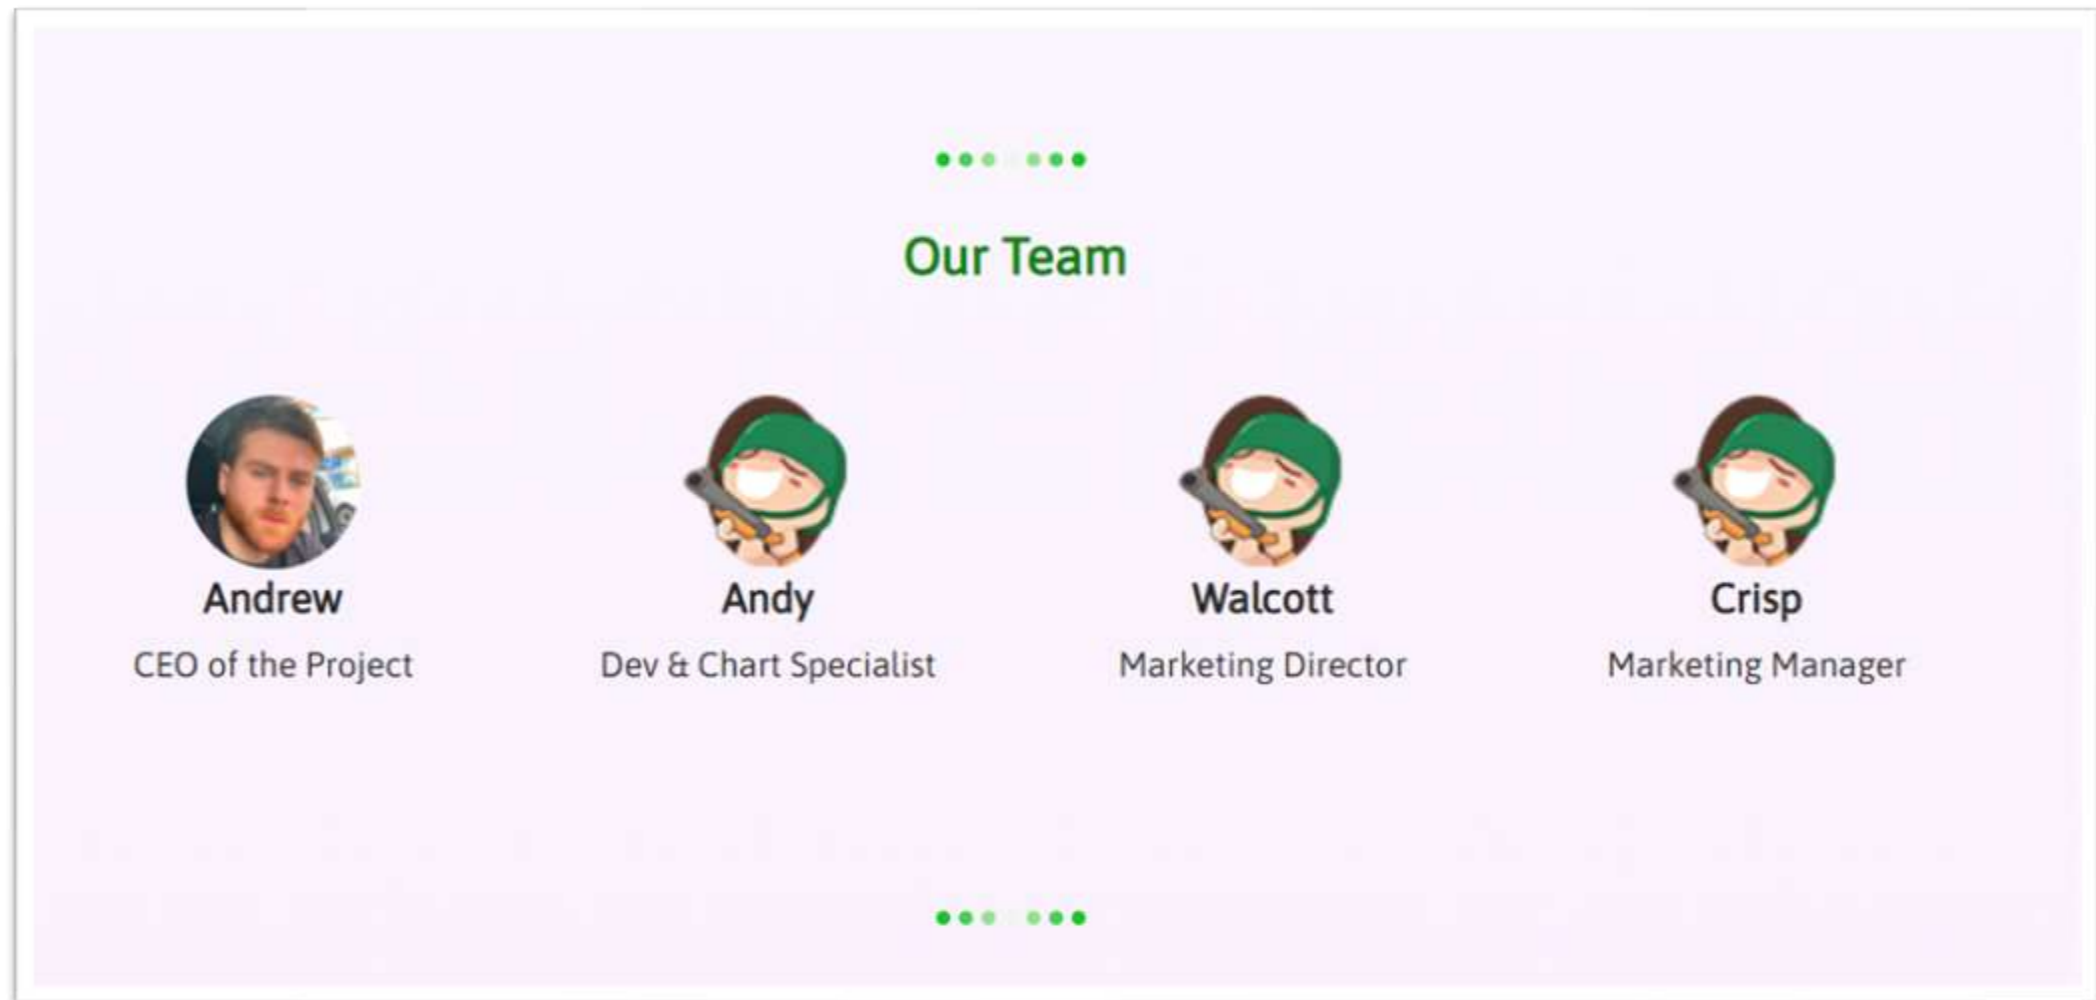 Our Team
Andrew
CEO of the Project
Andy
Dev & Chart Specialist
Walcott
Marketing Director
Crisp
Marketing Manager